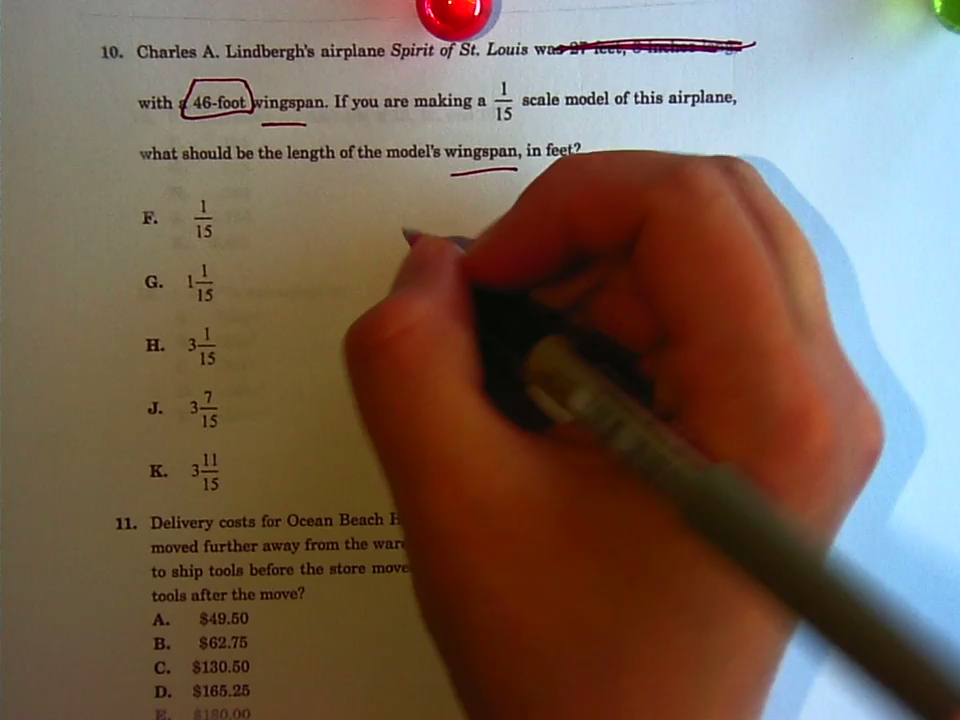 10. Charles A. Lindbergh's airplane Spirit of St. Louis was
with 46-foot wingspan. If you are making a 1/15 scale model of this airplane,
what should be the length of the model's wingspan, in feet?
F. 1/15
G. 1 1/15
H. 3 1/15
J. 3 7/15
K. 3 11/15
11. Delivery costs for Ocean Beach
moved further away from the
to ship tools before the store
tools after the move?
A. $49.50
B. $62.75
C. $130.50
D. $165.25
E. $180.00